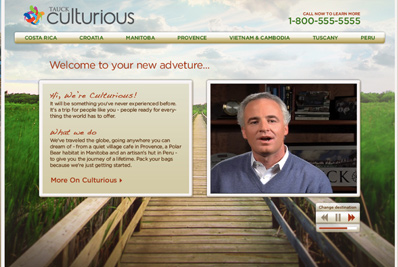 TAUCK
culturious
CALL NOW TO LEARN MORE
1-800-555-5555
COSTA RICA CROATIA MANITOBA PROVENCE VIETNAM & CAMBODIA TUSCANY PERU
Welcome to your new adveture...
Hi, We're Culturious!
It will be something you've never experienced before.
It's a trip for people like you - people ready for every-
thing the world has to offer.
What we do
We've traveled the globe, going anywhere you can
dream of - from a quiet village cafe in Provence, a Polar
Bear habitat in Manitoba and an artisan's hut in Peru -
to give you the journey of a lifetime. Pack your bags
because we're just getting started.
More On Culturious
Change destination